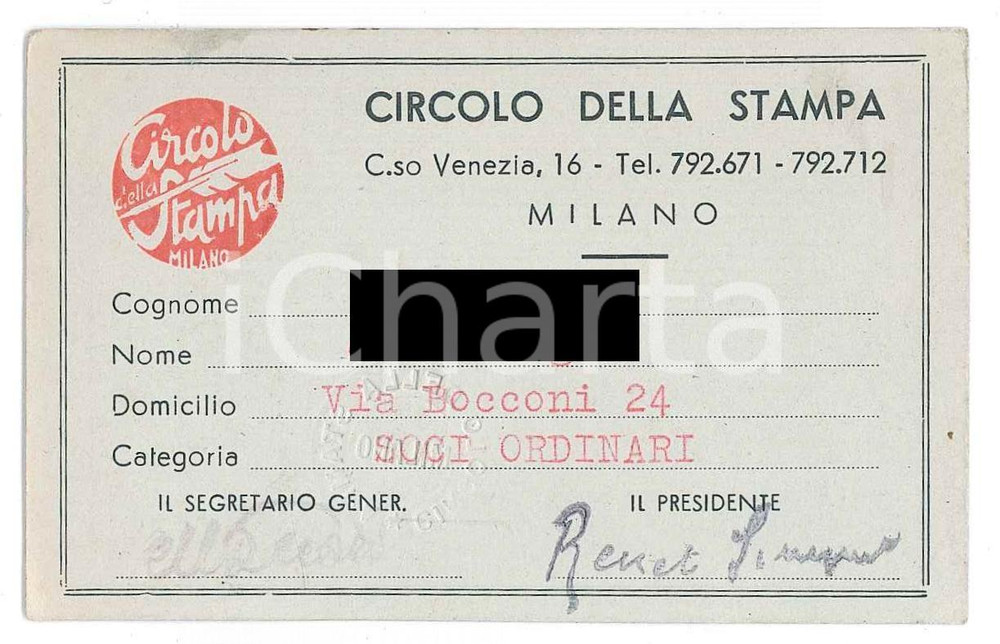 Circolo
della
Stampa
MILANO
CIRCOLO DELLA STAMPA
C.so Venezia, 16 - Tel. 792.671 - 792.712
MILANO
iCharta
Cognome
Nome
Domicilio Via Bocconi 24
Categoria SOCI ORDINARI
IL SEGRETARIO GENER.
IL PRESIDENTE